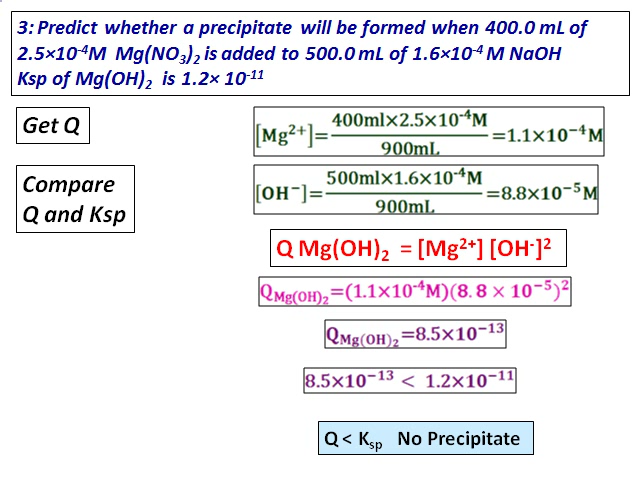 3: Predict whether a precipitate will be formed when 400.0 mL of
2.5×10⁻⁴M Mg(NO₃)₂ is added to 500.0 mL of 1.6×10⁻⁴ M NaOH
Ksp of Mg(OH)₂ is 1.2× 10⁻¹¹
Get Q
[Mg²⁺]= 400ml×2.5×10⁻⁴M / 900mL =1.1×10⁻⁴M
Compare
Q and Ksp
[OH⁻]= 500ml×1.6×10⁻⁴M / 900mL =8.8×10⁻⁵M
Q Mg(OH)₂ = [Mg²⁺] [OH⁻]²
Q_Mg(OH)₂=(1.1×10⁻⁴M)(8.8 × 10⁻⁵)²
Q_Mg(OH)₂=8.5×10⁻¹³
8.5×10⁻¹³ < 1.2×10⁻¹¹
Q < Ksp No Precipitate